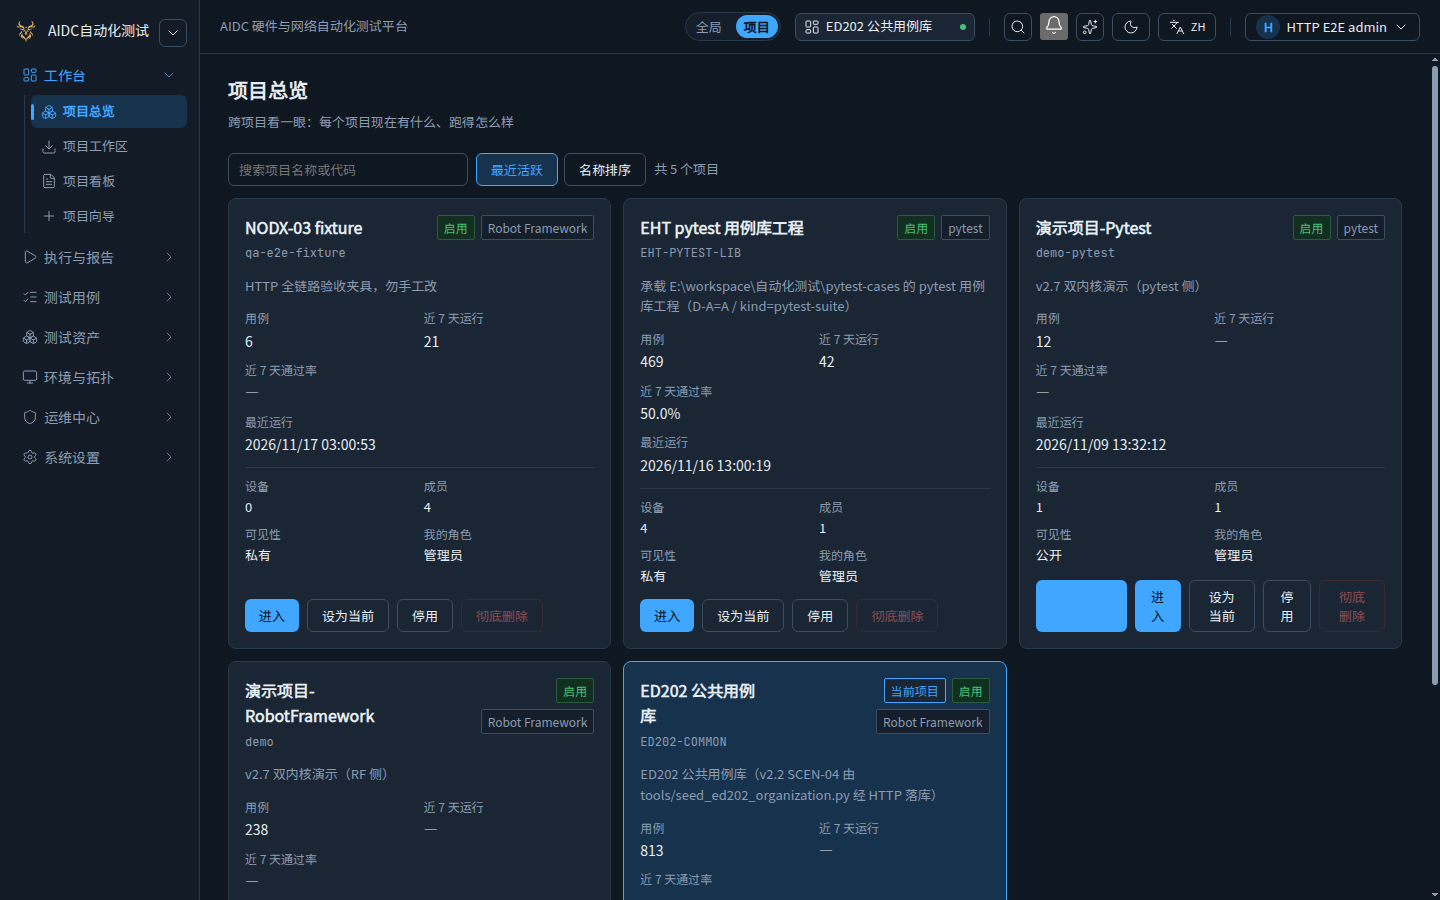 AIDC自动化测试
AIDC 硬件与网络自动化测试平台
全局
项目
ED202 公共用例库
ZH
H
HTTP E2E admin
工作台
项目总览
项目工作区
项目看板
项目向导
执行与报告
测试用例
测试资产
环境与拓扑
运维中心
系统设置
项目总览
跨项目看一眼：每个项目现在有什么、跑得怎么样
搜索项目名称或代码
最近活跃
名称排序
共 5 个项目
NODX-03 fixture
启用
Robot Framework
qa-e2e-fixture
HTTP 全链路验收夹具，勿手工改
用例
近 7 天运行
6
21
近 7 天通过率
—
最近运行
2026/11/17 03:00:53
设备
成员
0
4
可见性
我的角色
私有
管理员
进入
设为当前
停用
彻底删除
EHT pytest 用例库工程
启用
pytest
EHT-PYTEST-LIB
承载 E:\workspace\自动化测试\pytest-cases 的 pytest 用例
库工程（D-A=A / kind=pytest-suite）
用例
近 7 天运行
469
42
近 7 天通过率
50.0%
最近运行
2026/11/16 13:00:19
设备
成员
4
1
可见性
我的角色
私有
管理员
进入
设为当前
停用
彻底删除
演示项目-Pytest
启用
pytest
demo-pytest
v2.7 双内核演示（pytest 侧）
用例
近 7 天运行
12
—
近 7 天通过率
—
最近运行
2026/11/09 13:32:12
设备
成员
1
1
可见性
我的角色
公开
管理员
进
入
设为
当前
停
用
彻底
删除
演示项目-
RobotFramework
启用
Robot Framework
demo
v2.7 双内核演示（RF 侧）
用例
近 7 天运行
238
—
近 7 天通过率
—
ED202 公共用例
库
当前项目
启用
Robot Framework
ED202-COMMON
ED202 公共用例库（v2.2 SCEN-04 由
tools/seed_ed202_organization.py 经 HTTP 落库）
用例
近 7 天运行
813
—
近 7 天通过率